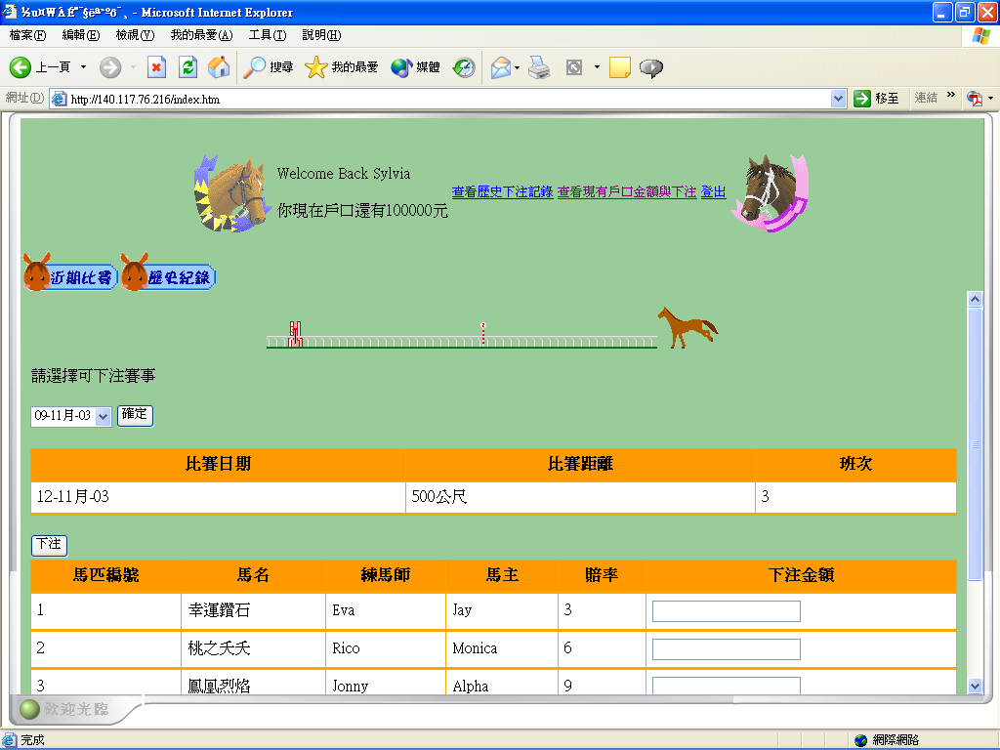 - Microsoft Internet Explorer
檔案(F) 編輯(E) 檢視(V) 我的最愛(A) 工具(T) 說明(H)
上一頁 搜尋 我的最愛 媒體
網址(D) http://140.117.76.216/index.htm 移至 連結 »
Welcome Back Sylvia
查看歷史下注記錄 查看現有戶口金額與下注 登出
你現在戶口還有100000元
近期比賽 歷史紀錄
2
請選擇可下注賽事
09-11月-03 確定
比賽日期 比賽距離 班次
12-11月-03 500公尺 3
下注
馬匹編號 馬名 練馬師 馬主 賠率 下注金額
1 幸運鑽石 Eva Jay 3
2 桃之夭夭 Rico Monica 6
3 鳳凰烈焰 Jonny Alpha 9
歡迎光臨
完成 網際網路